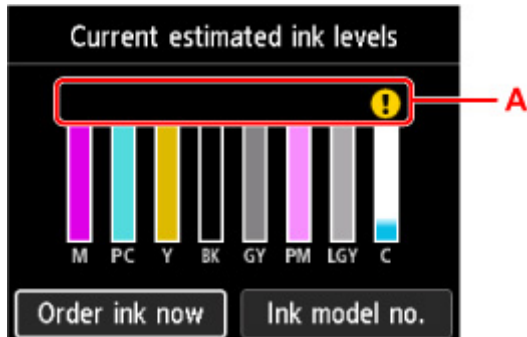 Current estimated ink levels
! A
M PC Y BK GY PM LGY C
Order ink now Ink model no.